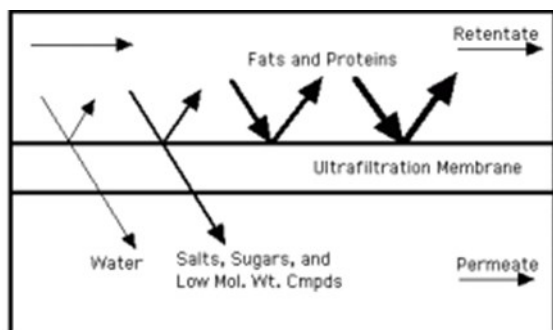 Retentate
Fats and Proteins
Ultrafiltration Membrane
Water
Salts, Sugars, and
Low Mol. Wt. Cmpds
Permeate